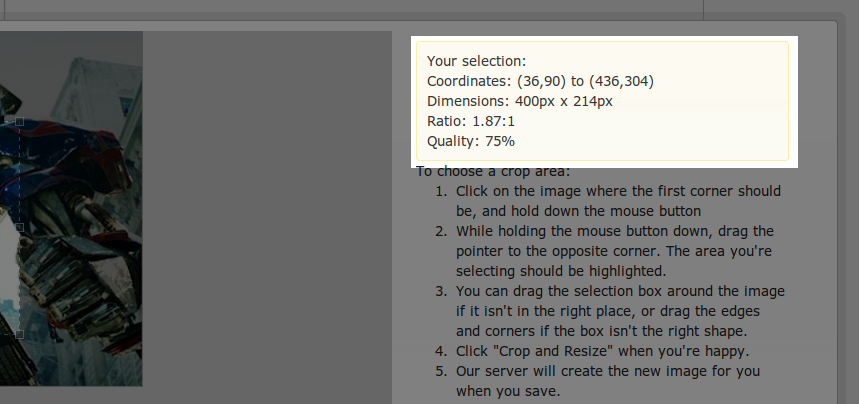 Your selection:
Coordinates: (36,90) to (436,304)
Dimensions: 400px x 214px
Ratio: 1.87:1
Quality: 75%
To choose a crop area:
1. Click on the image where the first corner should
be, and hold down the mouse button
2. While holding the mouse button down, drag the
pointer to the opposite corner. The area you're
selecting should be highlighted.
3. You can drag the selection box around the image
if it isn't in the right place, or drag the edges
and corners if the box isn't the right shape.
4. Click "Crop and Resize" when you're happy.
5. Our server will create the new image for you
when you save.